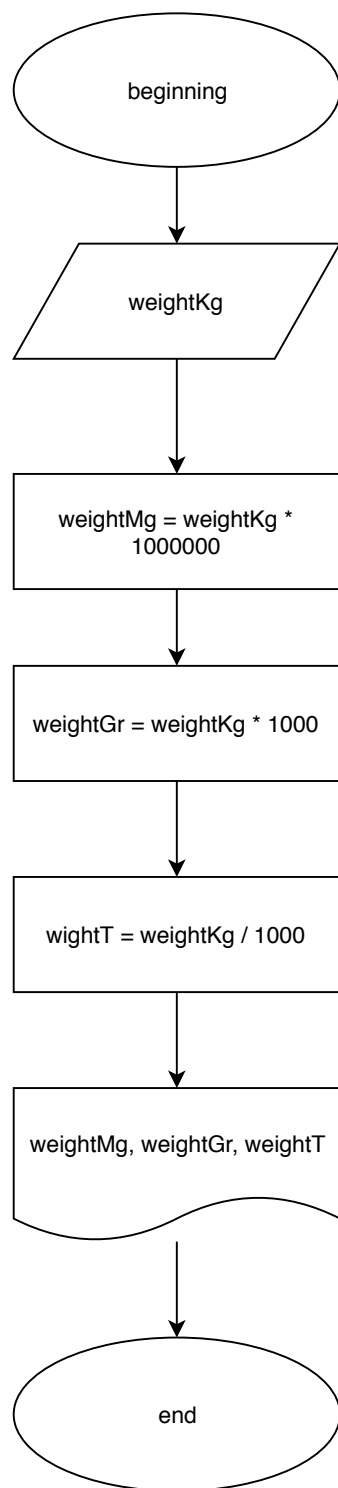 beginning
weightKg
weightMg = weightKg *
1000000
weightGr = weightKg * 1000
wightT = weightKg / 1000
weightMg, weightGr, weightT
end